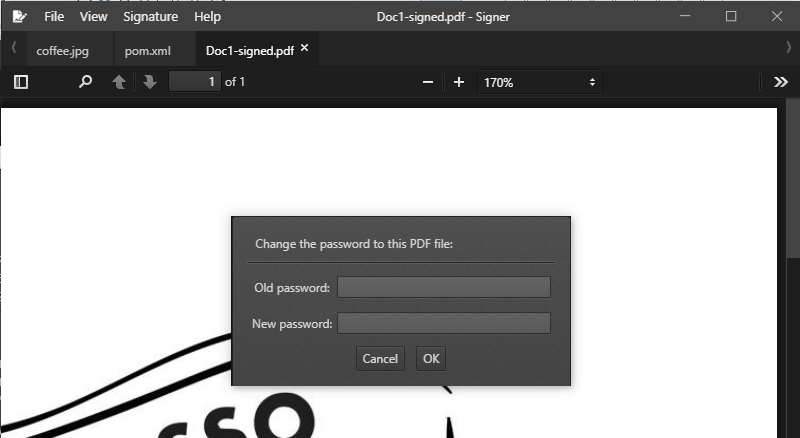 File View Signature Help Doc1-signed.pdf - Signer
coffee.jpg pom.xml Doc1-signed.pdf
1 of 1 170%
Change the password to this PDF file:
Old password:
New password:
Cancel OK
SSO